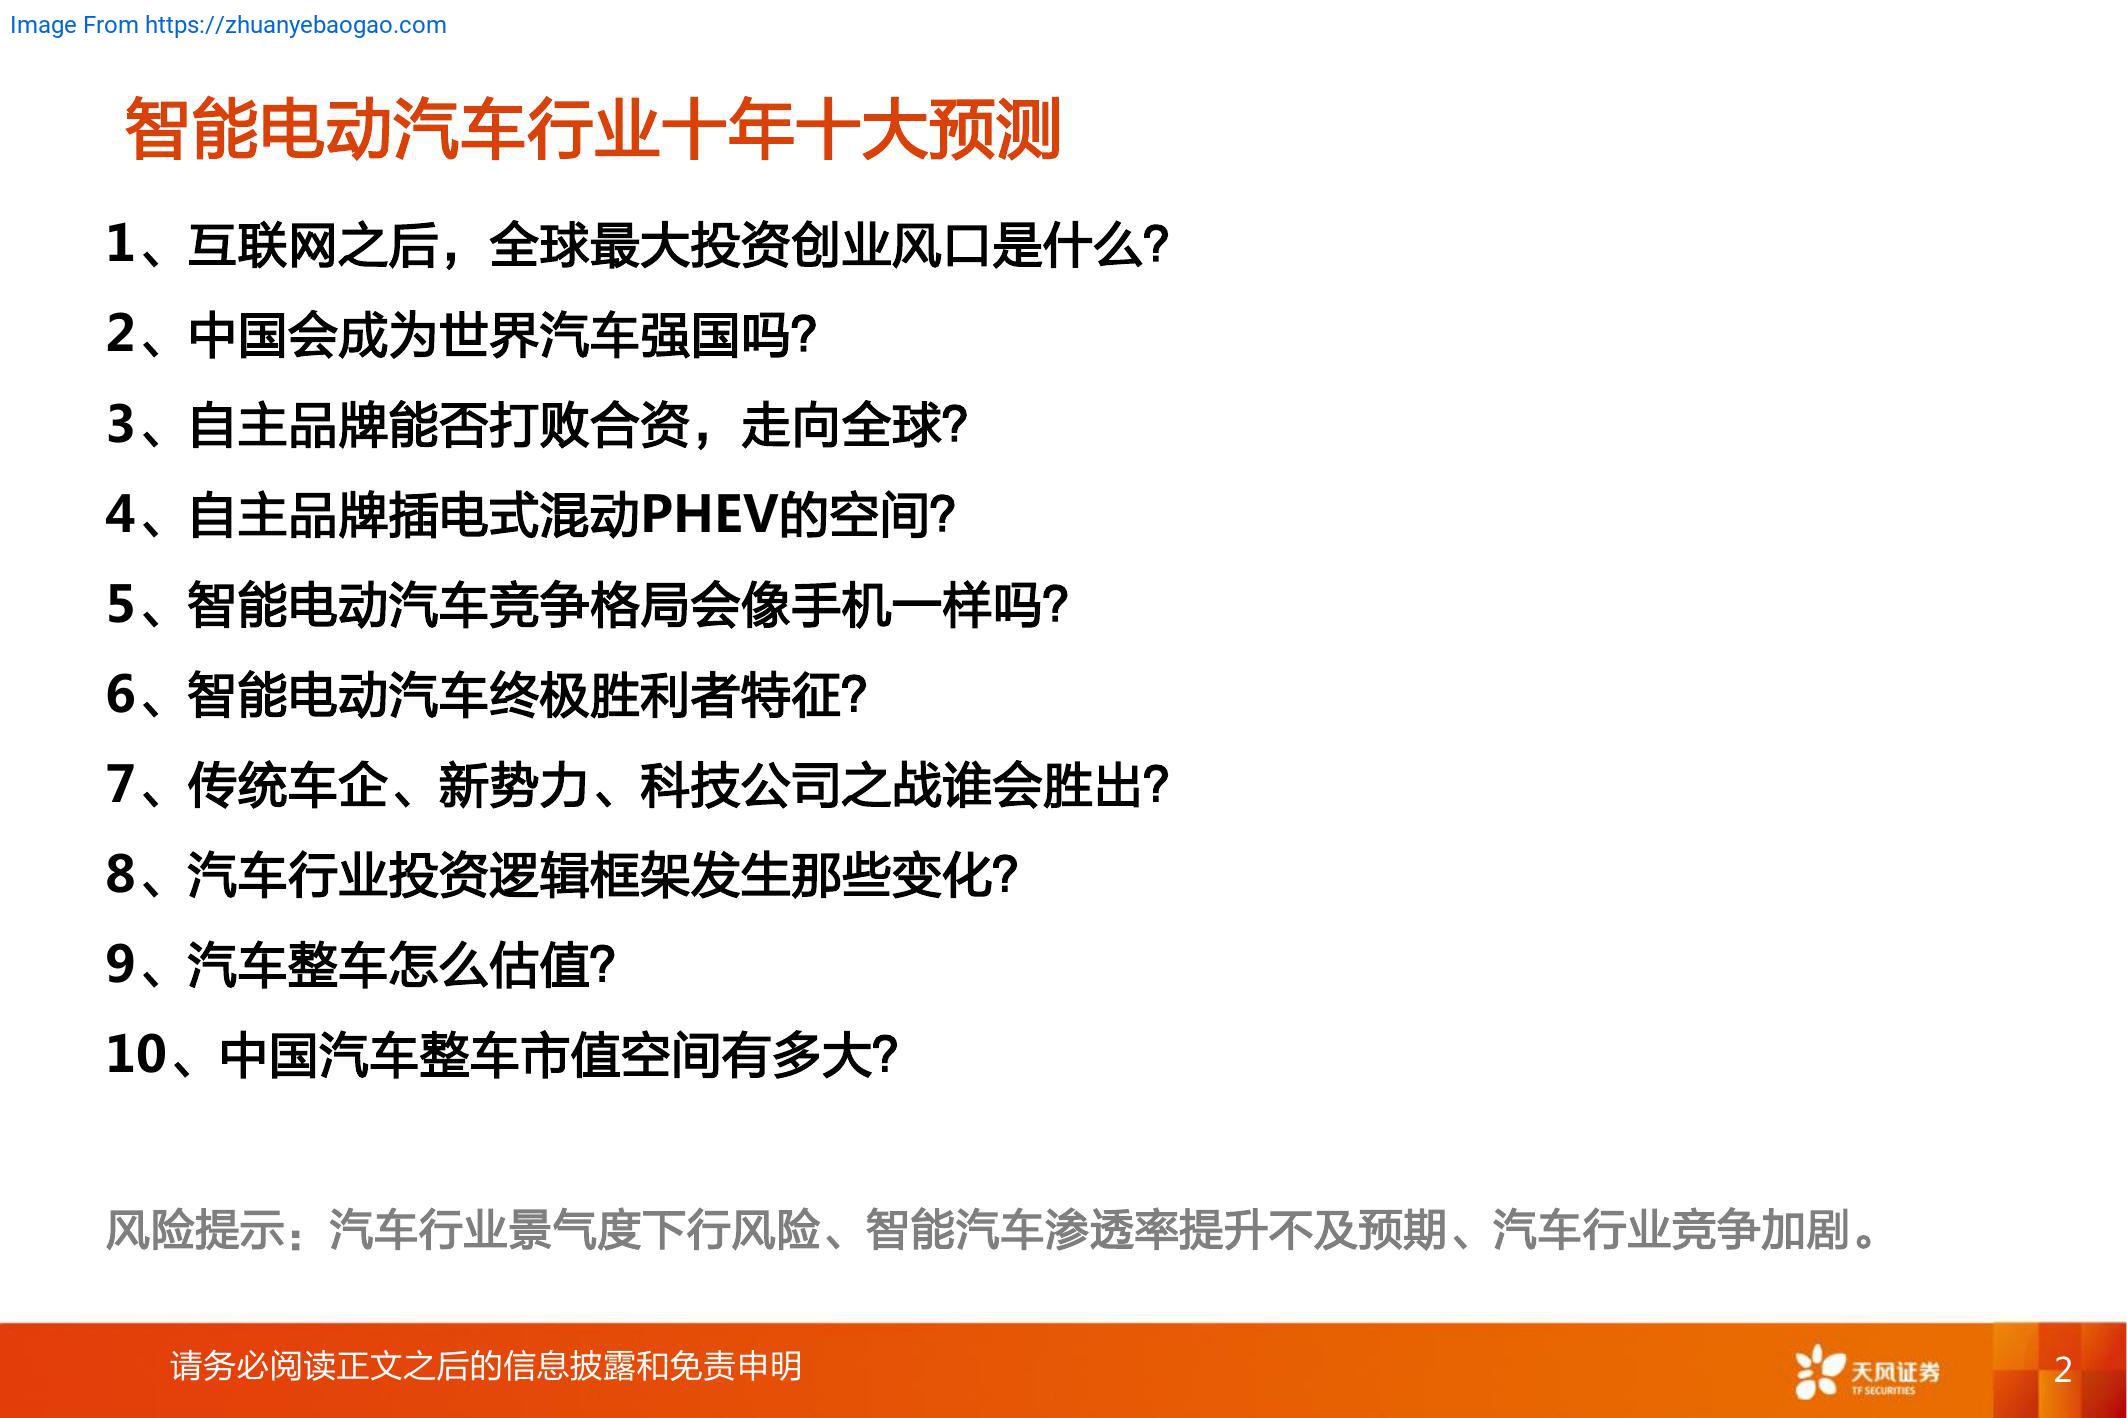 Image From https://zhuanyebaogao.com
智能电动汽车行业十年十大预测
1、互联网之后，全球最大投资创业风口是什么？
2、中国会成为世界汽车强国吗？
3、自主品牌能否打败合资，走向全球？
4、自主品牌插电式混动PHEV的空间？
5、智能电动汽车竞争格局会像手机一样吗？
6、智能电动汽车终极胜利者特征？
7、传统车企、新势力、科技公司之战谁会胜出？
8、汽车行业投资逻辑框架发生那些变化？
9、汽车整车怎么估值？
10、中国汽车整车市值空间有多大？
风险提示：汽车行业景气度下行风险、智能汽车渗透率提升不及预期、汽车行业竞争加剧。
请务必阅读正文之后的信息披露和免责申明
天风证券
TF SECURITIES
2